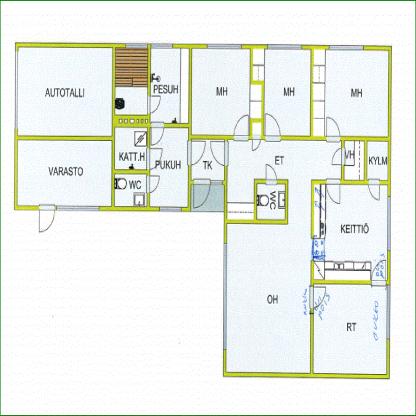 AUTOTALLI
PESUH
MH
MH
MH
VARASTO
KATT.H
WC
PUKUH
TK
ET
VH
KYLM
WC
KEITTIÖ
OH
RT